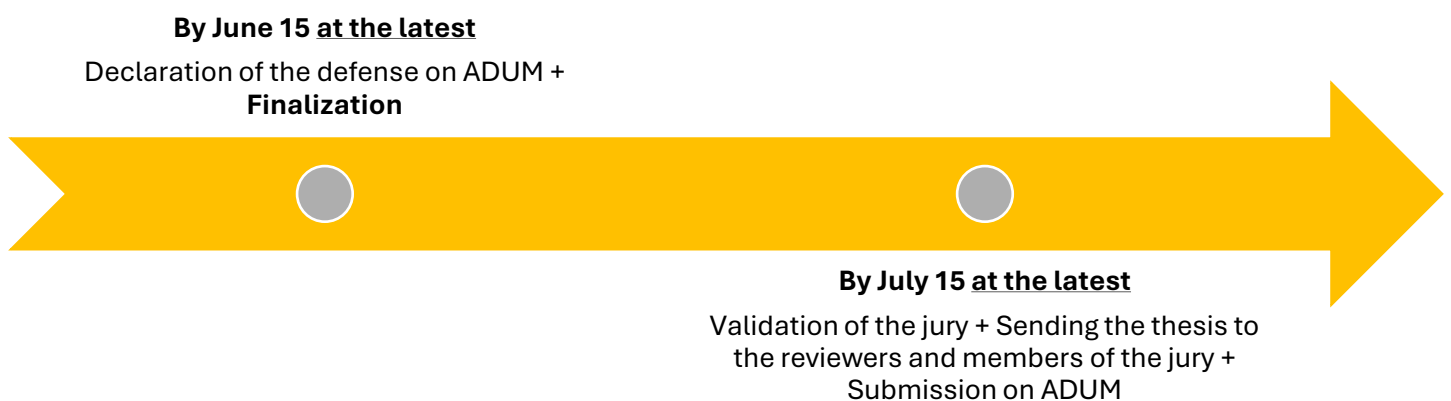 By June 15 at the latest
Declaration of the defense on ADUM +
Finalization
By July 15 at the latest
Validation of the jury + Sending the thesis to
the reviewers and members of the jury +
Submission on ADUM